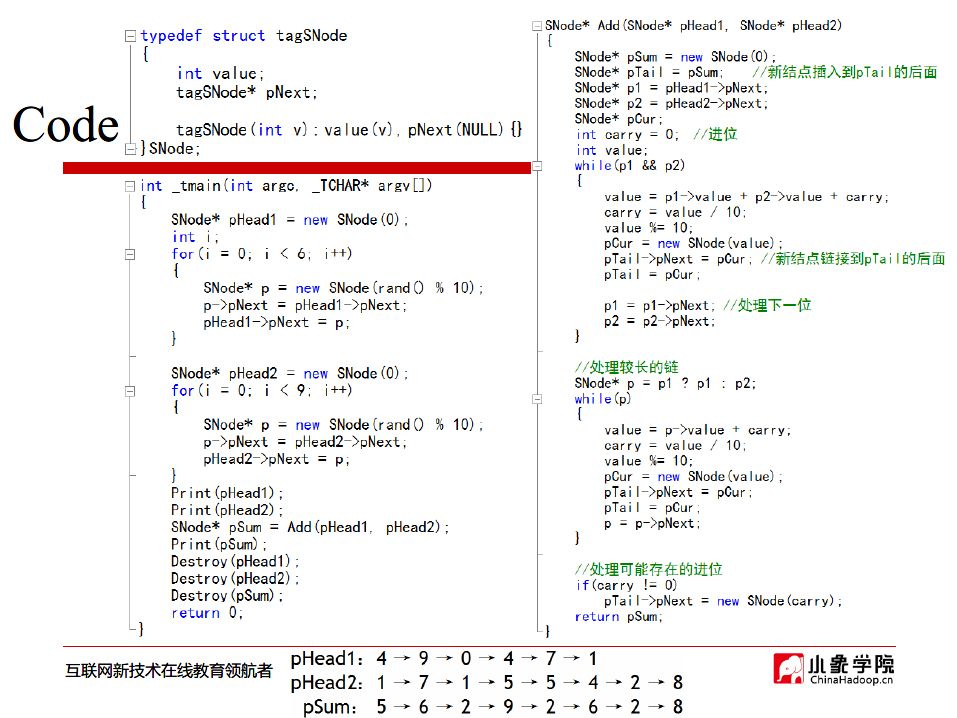 Code
typedef struct tagSNode
{
int value;
tagSNode* pNext;
tagSNode(int v):value(v),pNext(NULL){}
}SNode;
int _tmain(int argc, _TCHAR* argv[])
{
SNode* pHead1 = new SNode(0);
int i;
for(i = 0; i < 6; i++)
{
SNode* p = new SNode(rand() % 10);
p->pNext = pHead1->pNext;
pHead1->pNext = p;
}
SNode* pHead2 = new SNode(0);
for(i = 0; i < 9; i++)
{
SNode* p = new SNode(rand() % 10);
p->pNext = pHead2->pNext;
pHead2->pNext = p;
}
Print(pHead1);
Print(pHead2);
SNode* pSum = Add(pHead1, pHead2);
Print(pSum);
Destroy(pHead1);
Destroy(pHead2);
Destroy(pSum);
return 0;
}
SNode* Add(SNode* pHead1, SNode* pHead2)
{
SNode* pSum = new SNode(0);
SNode* pTail = pSum; //新结点插入到pTail的后面
SNode* p1 = pHead1->pNext;
SNode* p2 = pHead2->pNext;
SNode* pCur;
int carry = 0; //进位
int value;
while(p1 && p2)
{
value = p1->value + p2->value + carry;
carry = value / 10;
value %= 10;
pCur = new SNode(value);
pTail->pNext = pCur; //新结点链接到pTail的后面
pTail = pCur;
p1 = p1->pNext; //处理下一位
p2 = p2->pNext;
}
//处理较长的链
SNode* p = p1 ? p1 : p2;
while(p)
{
value = p->value + carry;
carry = value / 10;
value %= 10;
pCur = new SNode(value);
pTail->pNext = pCur;
pTail = pCur;
p = p->pNext;
}
//处理可能存在的进位
if(carry != 0)
pTail->pNext = new SNode(carry);
return pSum;
}
互联网新技术在线教育领航者
pHead1: 4 → 9 → 0 → 4 → 7 → 1
pHead2: 1 → 7 → 1 → 5 → 5 → 4 → 2 → 8
pSum: 5 → 6 → 2 → 9 → 2 → 6 → 2 → 8
小象学院
ChinaHadoop.cn